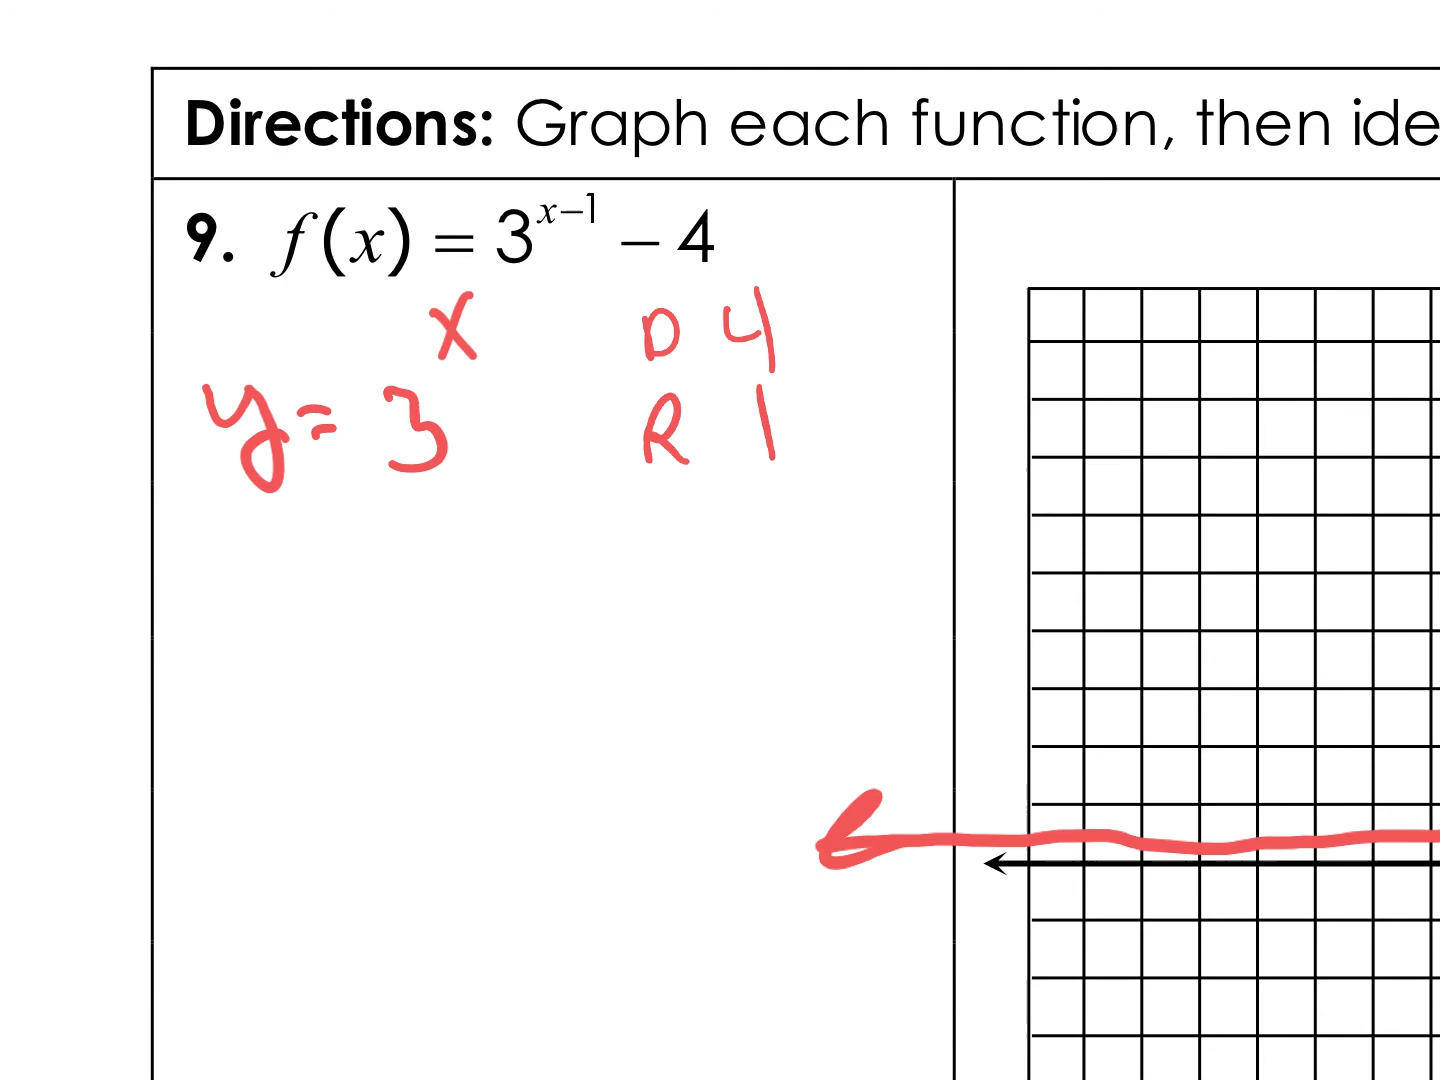 Directions: Graph each function, then ide
9. f(x) = 3^{x-1} - 4
y = 3^x
D 4
R 1